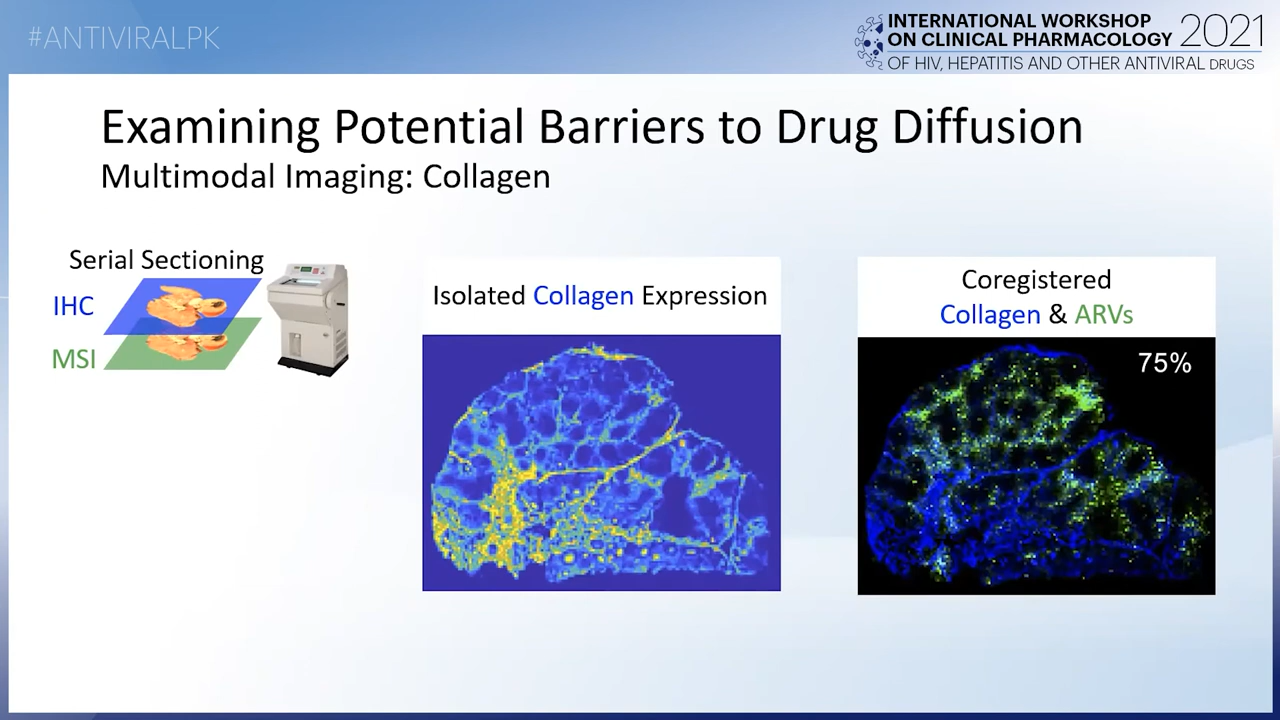 #ANTIVIRALPK
INTERNATIONAL WORKSHOP
ON CLINICAL PHARMACOLOGY 2021
OF HIV, HEPATITIS AND OTHER ANTIVIRAL DRUGS
Examining Potential Barriers to Drug Diffusion
Multimodal Imaging: Collagen
Serial Sectioning
IHC
MSI
Isolated Collagen Expression
Coregistered
Collagen & ARVs
75%